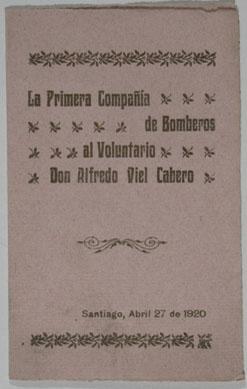 La Primera Compañía
de Bomberos
al Voluntario
Don Alfredo Viel Cabero
Santiago, Abril 27 de 1920